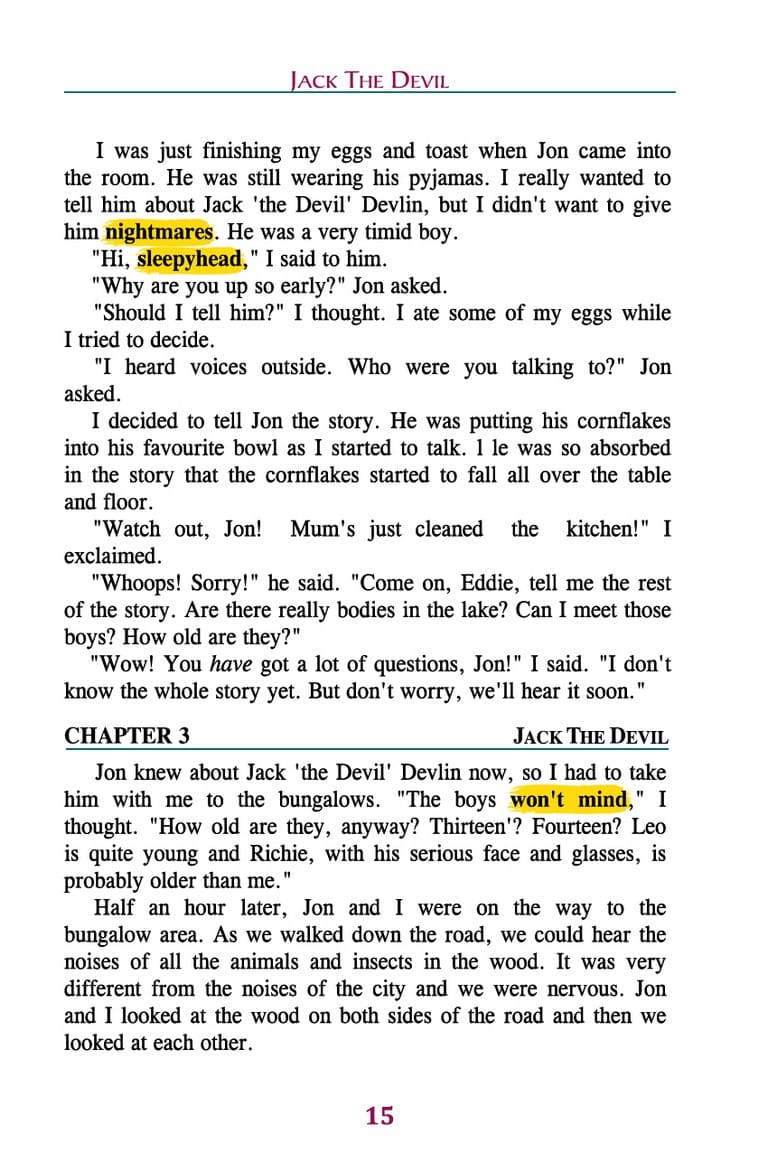 JACK THE DEVIL
I was just finishing my eggs and toast when Jon came into
the room. He was still wearing his pyjamas. I really wanted to
tell him about Jack 'the Devil' Devlin, but I didn't want to give
him nightmares. He was a very timid boy.
"Hi, sleepyhead," I said to him.
"Why are you up so early?" Jon asked.
"Should I tell him?" I thought. I ate some of my eggs while
I tried to decide.
"I heard voices outside. Who were you talking to?" Jon
asked.
I decided to tell Jon the story. He was putting his cornflakes
into his favourite bowl as I started to talk. 1 le was so absorbed
in the story that the cornflakes started to fall all over the table
and floor.
"Watch out, Jon! Mum's just cleaned the kitchen!" I
exclaimed.
"Whoops! Sorry!" he said. "Come on, Eddie, tell me the rest
of the story. Are there really bodies in the lake? Can I meet those
boys? How old are they?"
"Wow! You have got a lot of questions, Jon!" I said. "I don't
know the whole story yet. But don't worry, we'll hear it soon."
CHAPTER 3 JACK THE DEVIL
Jon knew about Jack 'the Devil' Devlin now, so I had to take
him with me to the bungalows. "The boys won't mind," I
thought. "How old are they, anyway? Thirteen'? Fourteen? Leo
is quite young and Richie, with his serious face and glasses, is
probably older than me."
Half an hour later, Jon and I were on the way to the
bungalow area. As we walked down the road, we could hear the
noises of all the animals and insects in the wood. It was very
different from the noises of the city and we were nervous. Jon
and I looked at the wood on both sides of the road and then we
looked at each other.
15